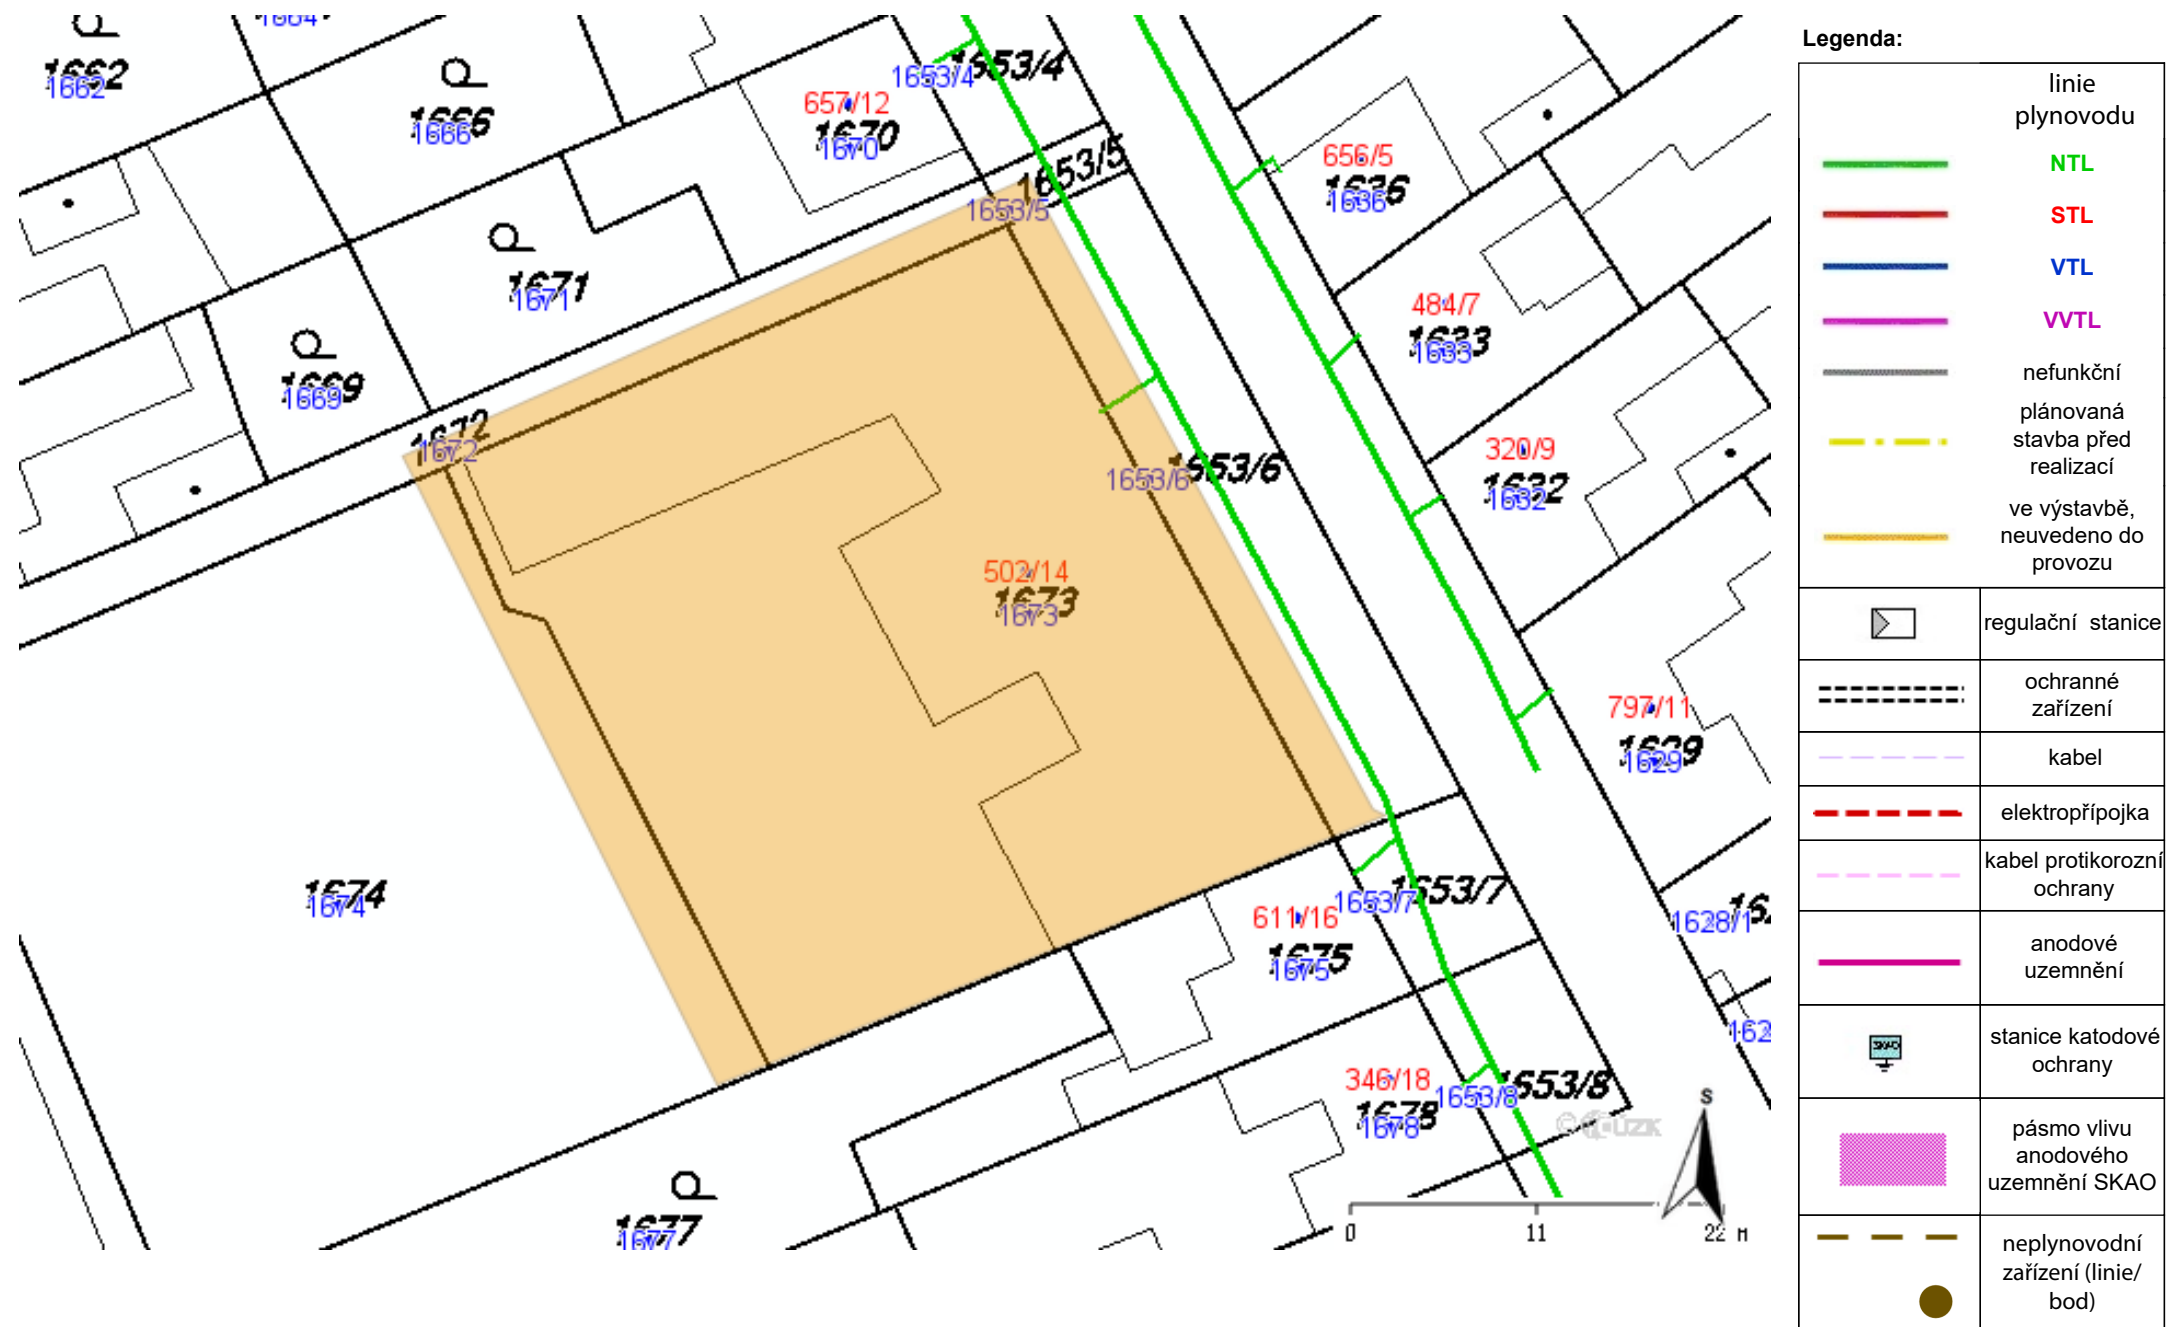 1664
1662
1662
1666
1666
657/12
1670
1670
1653/4
1653/4
1653/5
1653/5
656/5
1636
1636
1671
1671
484/7
1633
1633
1669
1669
1672
1672
320/9
1632
1632
1653/6
1653/6
502/14
1673
1673
797/11
1629
1629
1674
1674
611/16
1675
1675
1653/7
1653/7
1628/1
162
346/18
1678
1678
1653/8
1653/8
1677
1677
© ČÚZK
S
0 11 22 M
Legenda:
linie
plynovodu
NTL
STL
VTL
VVTL
nefunkční
plánovaná
stavba před
realizací
ve výstavbě,
neuvedeno do
provozu
regulační stanice
ochranné
zařízení
kabel
elektropřípojka
kabel protikorozní
ochrany
anodové
uzemnění
SKAO
stanice katodové
ochrany
pásmo vlivu
anodového
uzemnění SKAO
neplynovodní
zařízení (linie/
bod)